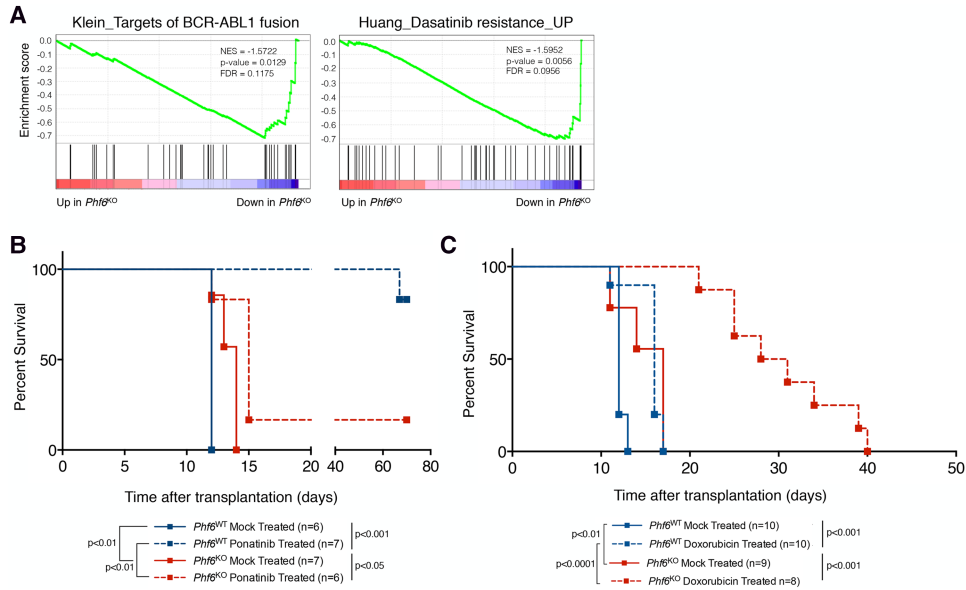 A
Klein_Targets of BCR-ABL1 fusion
Huang_Dasatinib resistance_UP
Enrichment score
0.0
-0.1
-0.2
-0.3
-0.4
-0.5
-0.6
-0.7
NES = -1.5722
p-value = 0.0129
FDR = 0.1175
0.0
-0.1
-0.2
-0.3
-0.4
-0.5
-0.6
-0.7
NES = -1.5952
p-value = 0.0056
FDR = 0.0956
Up in Phf6KO
Down in Phf6KO
Up in Phf6KO
Down in Phf6KO
B
Percent Survival
100
50
0
0
5
10
15
20
40
60
80
Time after transplantation (days)
Phf6WT Mock Treated (n=6)
Phf6WT Ponatinib Treated (n=7)
Phf6KO Mock Treated (n=7)
Phf6KO Ponatinib Treated (n=6)
p<0.01
p<0.01
p<0.001
p<0.05
C
Percent Survival
100
50
0
0
10
20
30
40
50
Time after transplantation (days)
Phf6WT Mock Treated (n=10)
Phf6WT Doxorubicin Treated (n=10)
Phf6KO Mock Treated (n=9)
Phf6KO Doxorubicin Treated n=8)
p<0.01
p<0.0001
p<0.001
p<0.001